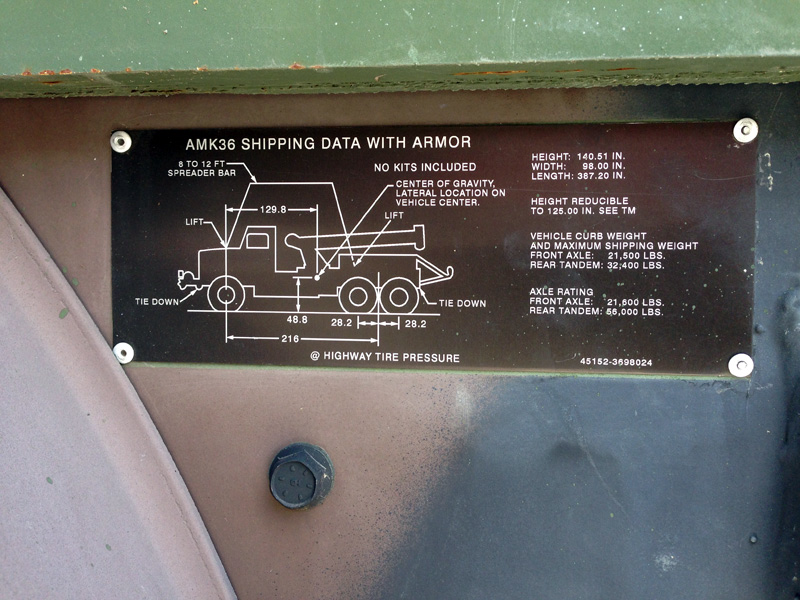 AMK36 SHIPPING DATA WITH ARMOR
8 TO 12 FT
SPREADER BAR
NO KITS INCLUDED
CENTER OF GRAVITY,
LATERAL LOCATION ON
VEHICLE CENTER.
129.8
LIFT
LIFT
TIE DOWN
TIE DOWN
48.8
28.2
28.2
216
@ HIGHWAY TIRE PRESSURE
HEIGHT: 140.51 IN.
WIDTH: 98.00 IN.
LENGTH: 387.20 IN.
HEIGHT REDUCIBLE
TO 125.00 IN. SEE TM
VEHICLE CURB WEIGHT
AND MAXIMUM SHIPPING WEIGHT
FRONT AXLE: 21,500 LBS.
REAR TANDEM: 32,400 LBS.
AXLE RATING
FRONT AXLE: 21,600 LBS.
REAR TANDEM: 56,000 LBS.
45152-3698024